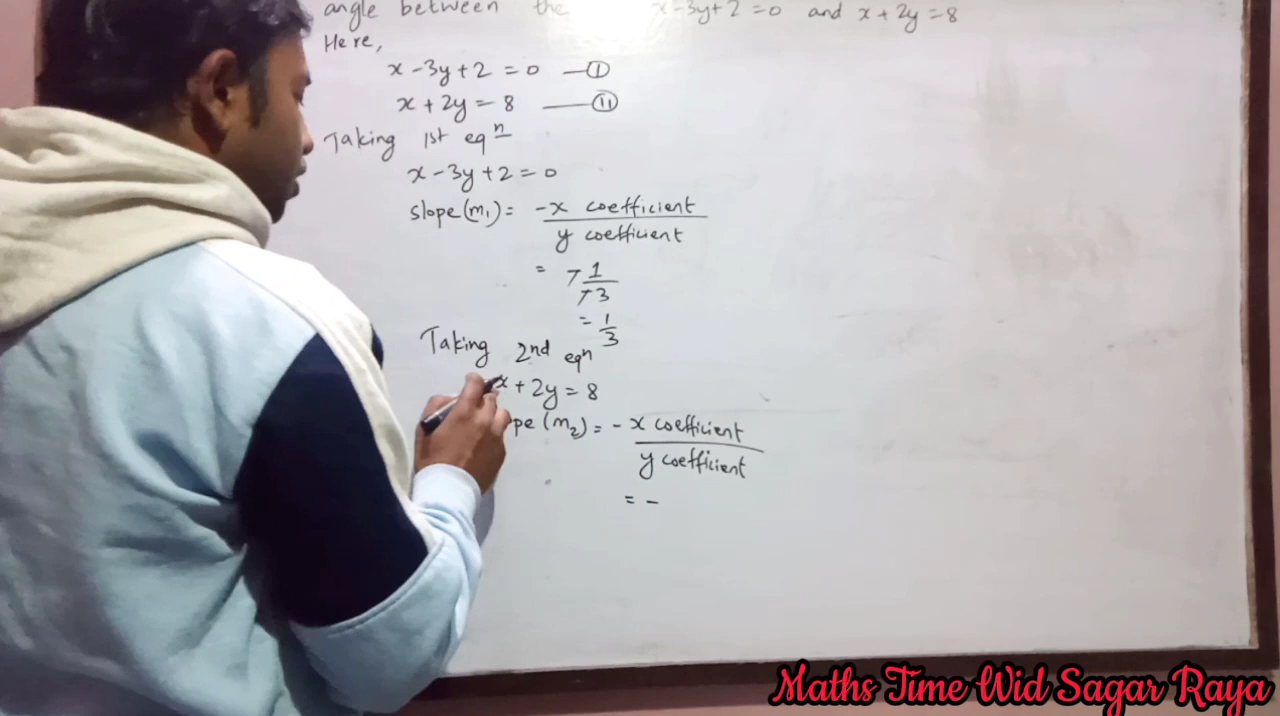 angle between the x-3y+2=0 and x+2y=8
Here,
x-3y+2=0 —①
x+2y=8 —⑪
Taking 1st eqn
x-3y+2=0
slope(m₁)= -x coefficient
y coefficient
= -1
-3
= 1
3
Taking 2nd eqn
x+2y=8
pe(m₂)= -x coefficient
y coefficient
= -
Maths Time Wid Sagar Raya